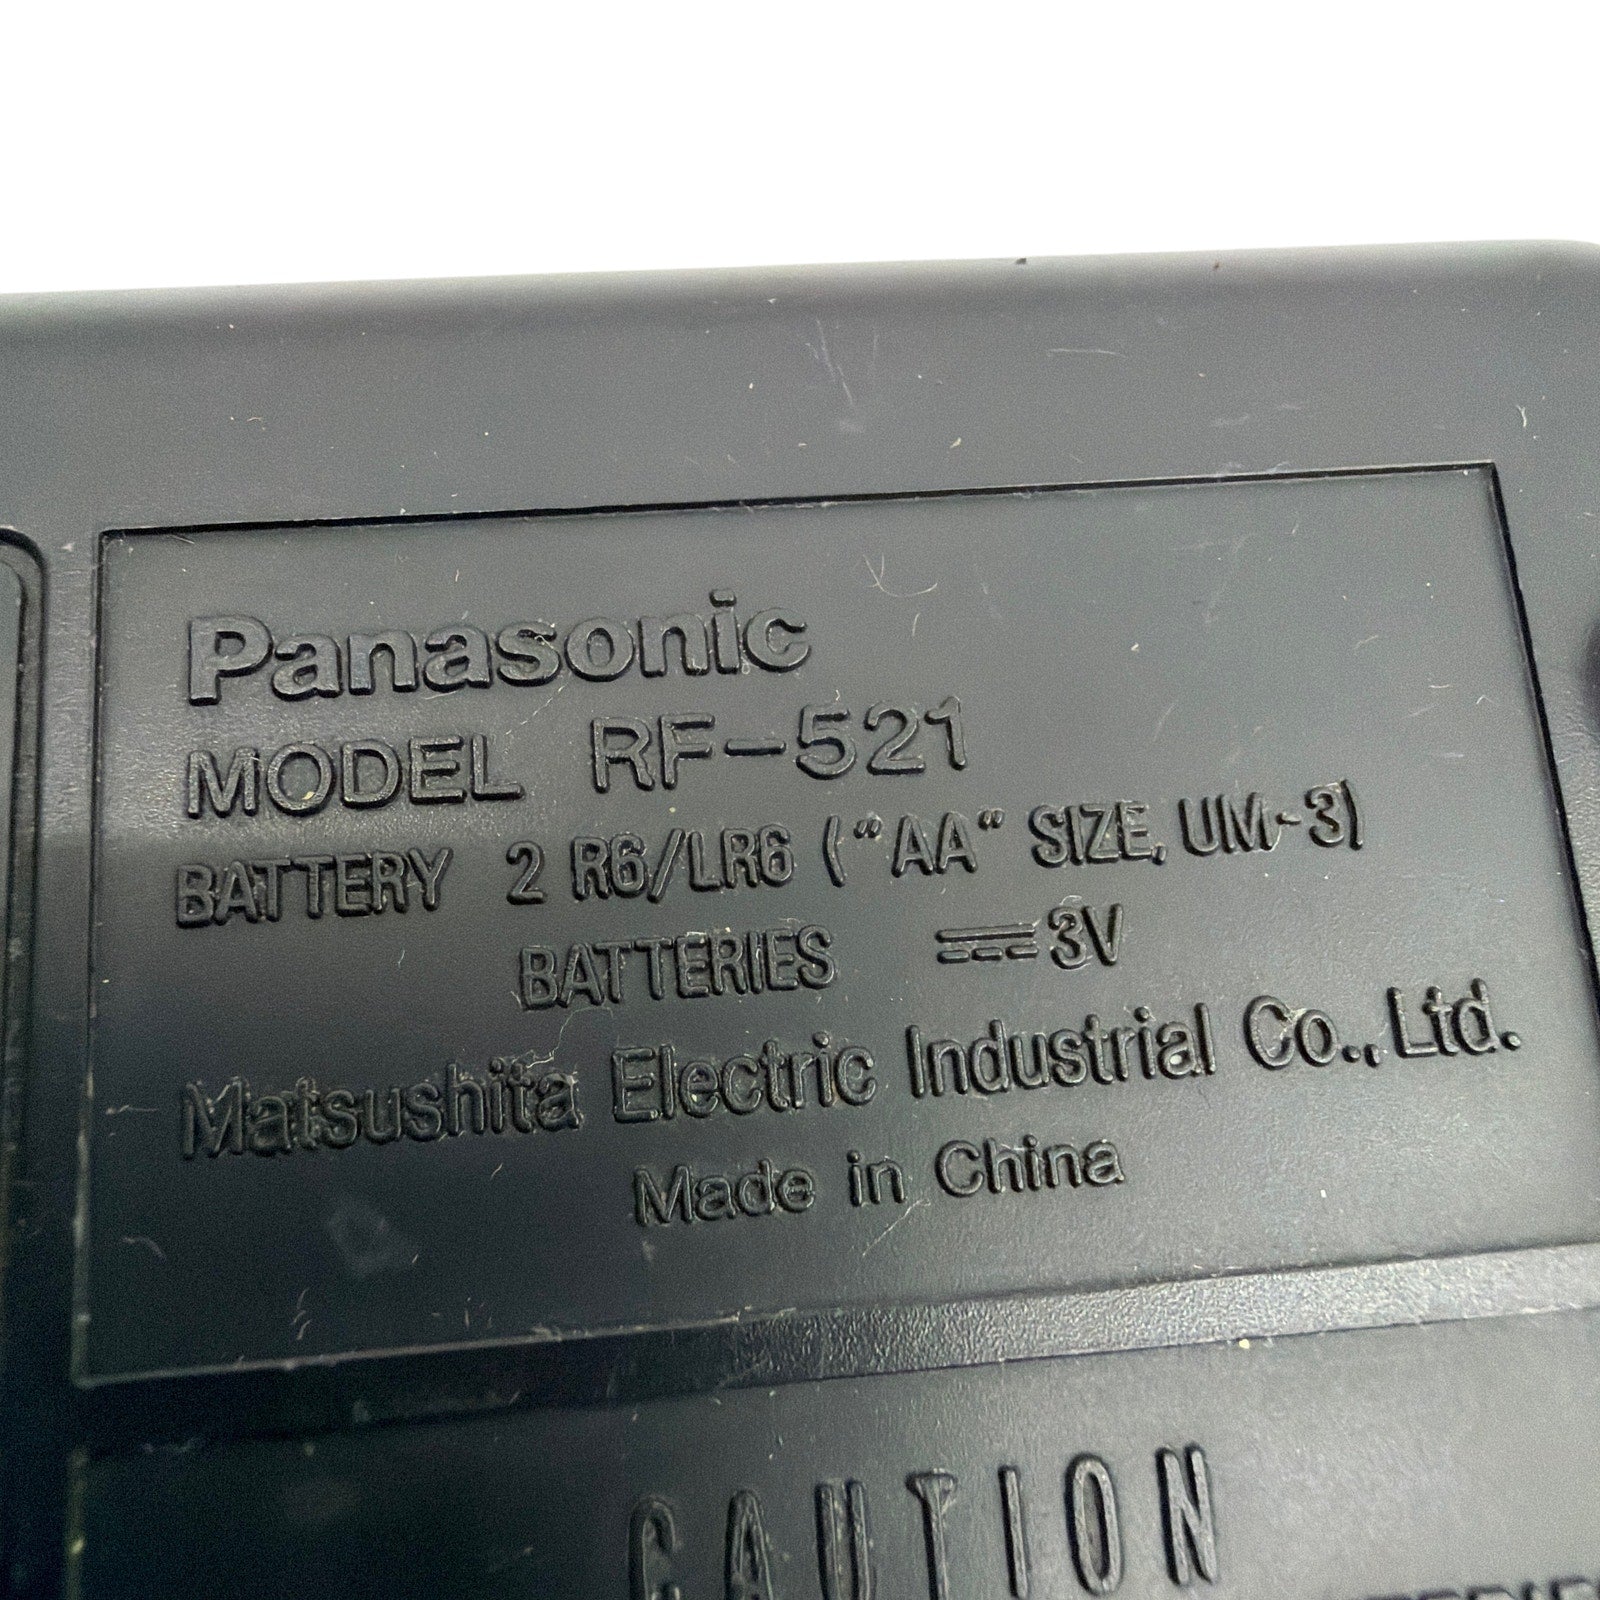 Panasonic
MODEL RF-521
BATTERY 2 R6/LR6 ("AA" SIZE, UM-3)
BATTERIES ⎓3V
Matsushita Electric Industrial Co., Ltd.
Made in China
CAUTION